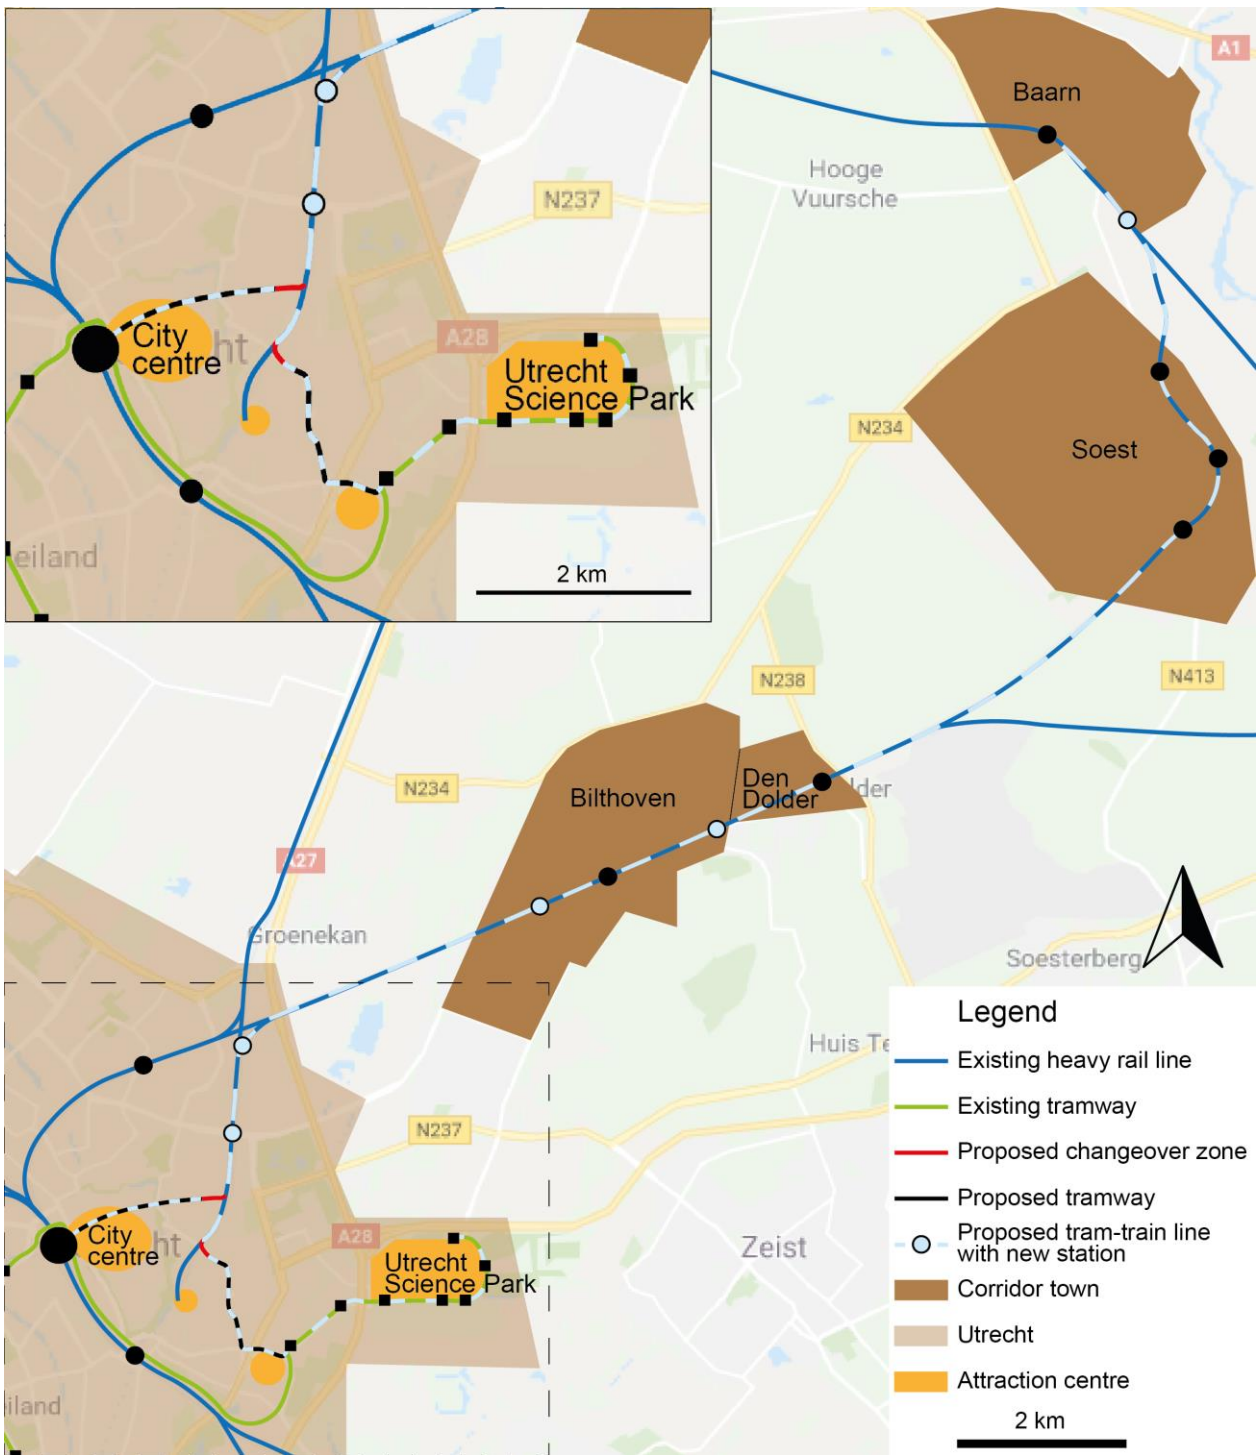 A1
Baarn
Hooge
Vuursche
N237
City
centre
ht
A28
Utrecht
Science Park
eiland
2 km
N234
Soest
N413
N238
Den
Dolder
lder
Bilthoven
N234
A27
Groenekan
Soesterberg
Huis Te
N237
City
centre
ht
A28
Utrecht
Science Park
Zeist
iland
Legend
Existing heavy rail line
Existing tramway
Proposed changeover zone
Proposed tramway
Proposed tram-train line
with new station
Corridor town
Utrecht
Attraction centre
2 km